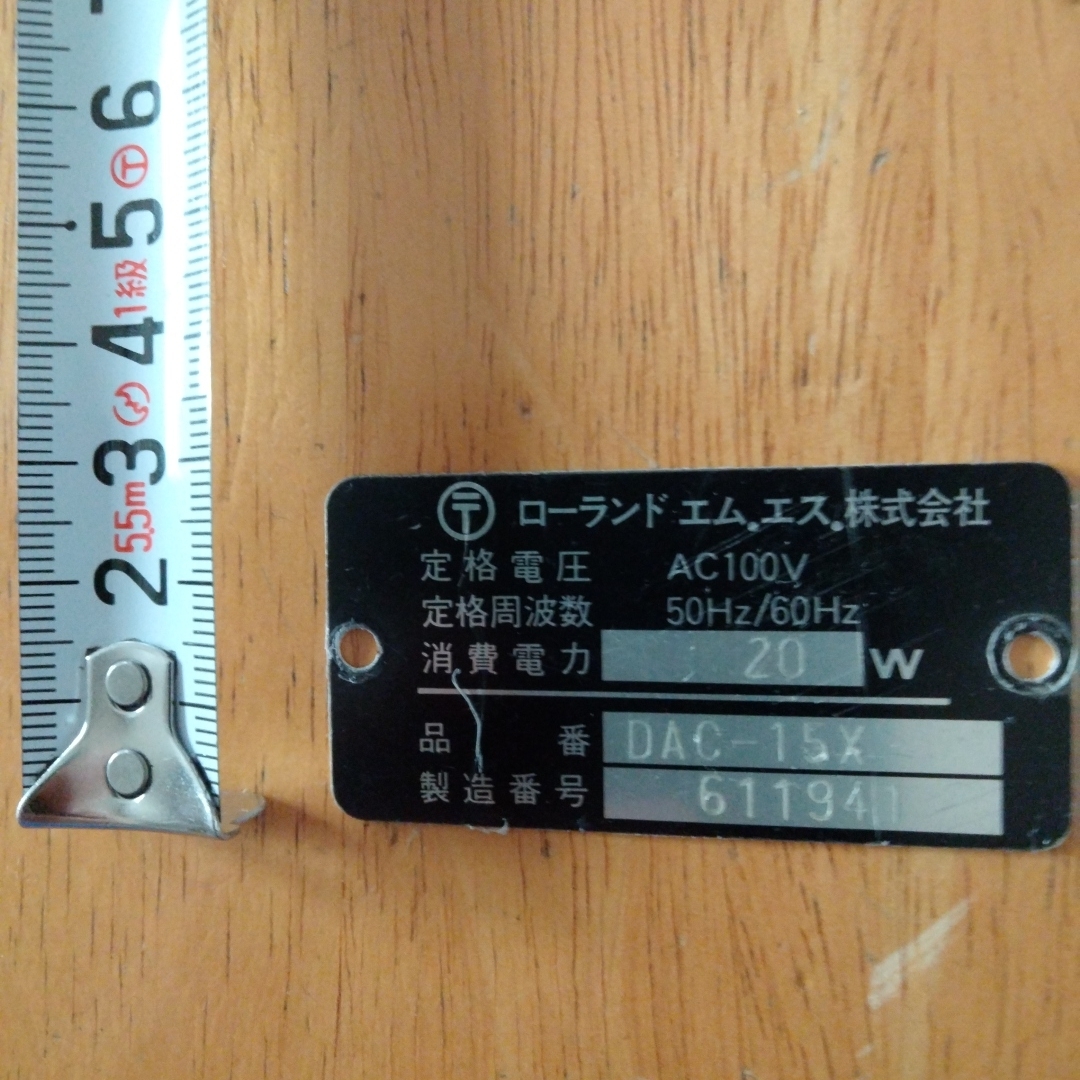 6
5
1級
4
3
5.5m
2
〒 ローランド エム.エス.株式会社
定格電圧 AC100V
定格周波数 50Hz/60Hz
消費電力 20 W
品番 DAC-15X
製造番号 611941